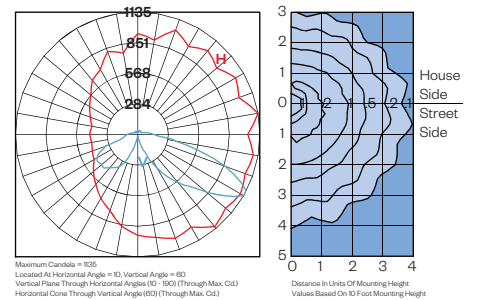 1135
851
568
284
H
3
2
1
0
1
2
3
4
5
0 1 2 3 4
1 2 1 .5 .2 .1
House
Side
Street
Side
Maximum Candela = 1135
Located At Horizontal Angle = 10, Vertical Angle = 60
Vertical Plane Through Horizontal Angles (10 - 190) (Through Max. Cd.)
Horizontal Cone Through Vertical Angle (60) (Through Max. Cd.)
Distance In Units Of Mounting Height
Values Based On 10 Foot Mounting Height